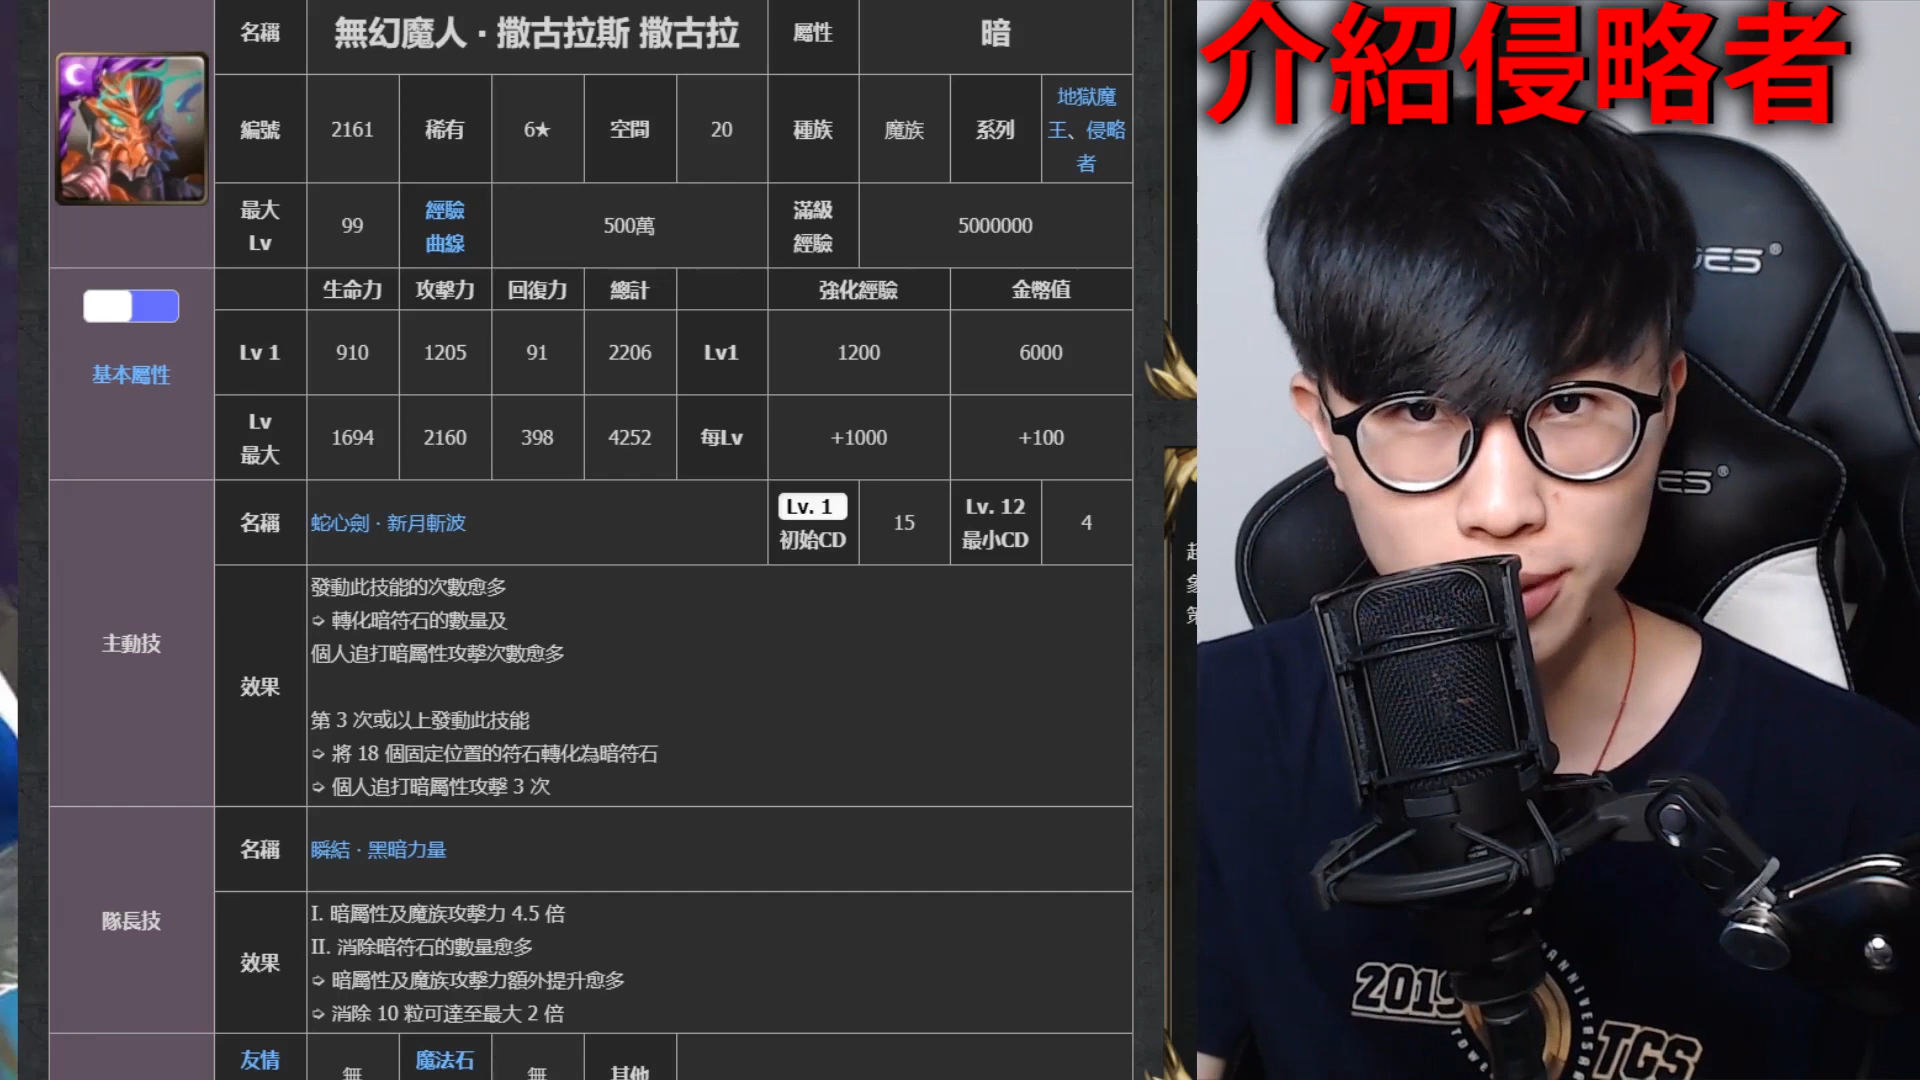 介紹侵略者
名稱 無幻魔人 · 撒古拉斯 撒古拉 屬性 暗
編號 2161 稀有 6★ 空間 20 種族 魔族 系列 地獄魔王、侵略者
最大 Lv 99 經驗曲線 500萬 滿級經驗 5000000
基本屬性
生命力 攻擊力 回復力 總計 強化經驗 金幣值
Lv 1 910 1205 91 2206 Lv1 1200 6000
Lv 最大 1694 2160 398 4252 每Lv +1000 +100
主動技
名稱 蛇心劍 · 新月斬波 Lv. 1 初始CD 15 Lv. 12 最小CD 4
效果
發動此技能的次數愈多
➩ 轉化暗符石的數量及
個人追打暗屬性攻擊次數愈多
第 3 次或以上發動此技能
➩ 將 18 個固定位置的符石轉化為暗符石
➩ 個人追打暗屬性攻擊 3 次
隊長技
名稱 瞬結 · 黑暗力量
效果
I. 暗屬性及魔族攻擊力 4.5 倍
II. 消除暗符石的數量愈多
➩ 暗屬性及魔族攻擊力額外提升愈多
➩ 消除 10 粒可達至最大 2 倍
友情 無 魔法石 無 其他
2019
TGS